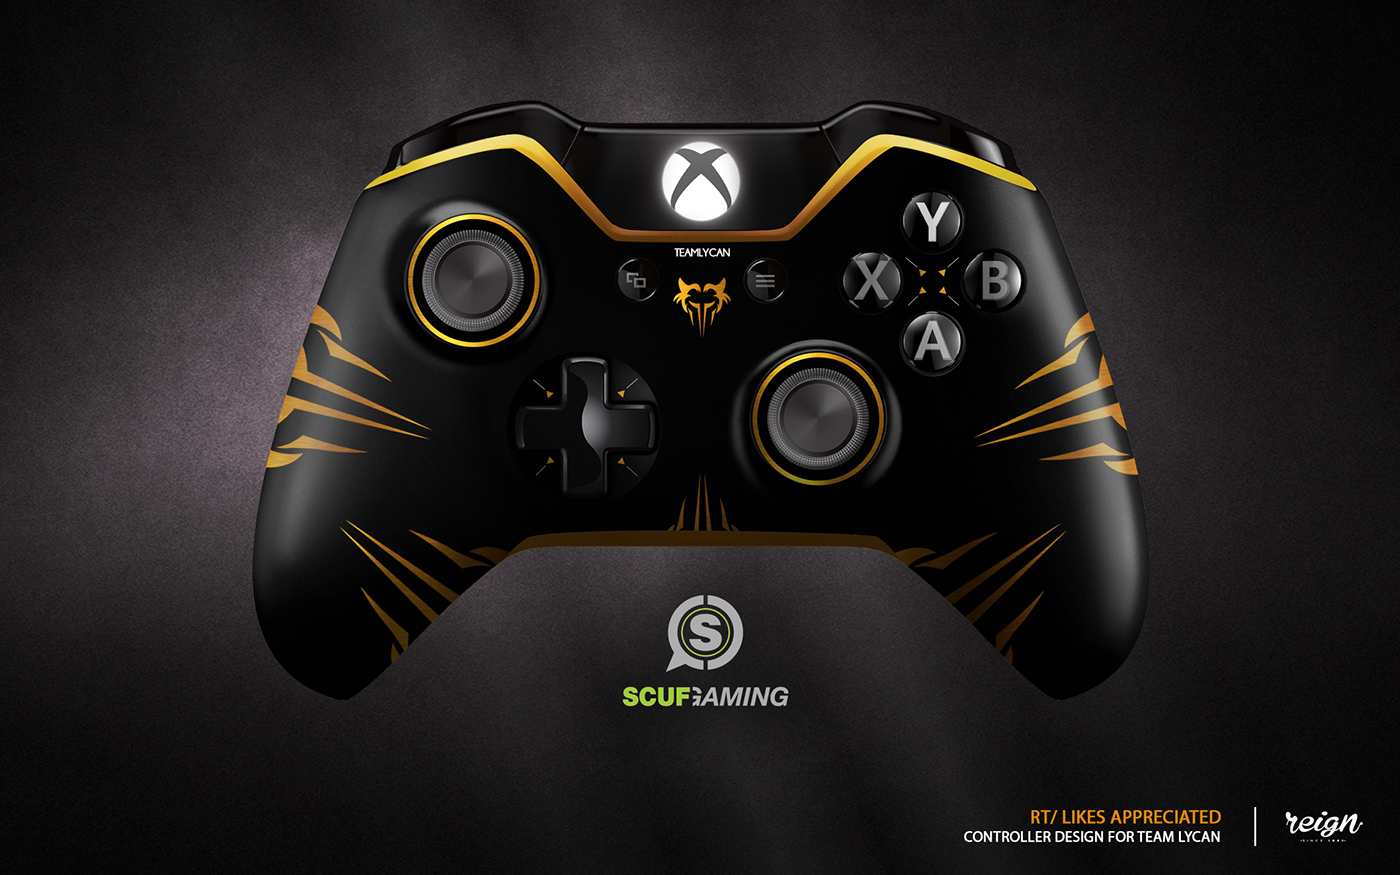 TEAMLYCAN
Y
X
B
A
S
SCUFGAMING
RT/ LIKES APPRECIATED
CONTROLLER DESIGN FOR TEAM LYCAN
reign